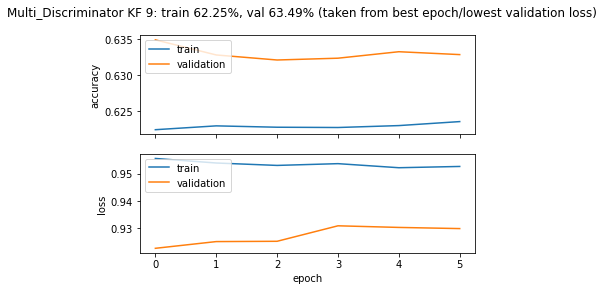 Multi_Discriminator KF 9: train 62.25%, val 63.49% (taken from best epoch/lowest validation loss)
0.635
0.630
0.625
accuracy
train
validation
0.95
0.94
0.93
loss
train
validation
0 1 2 3 4 5
epoch